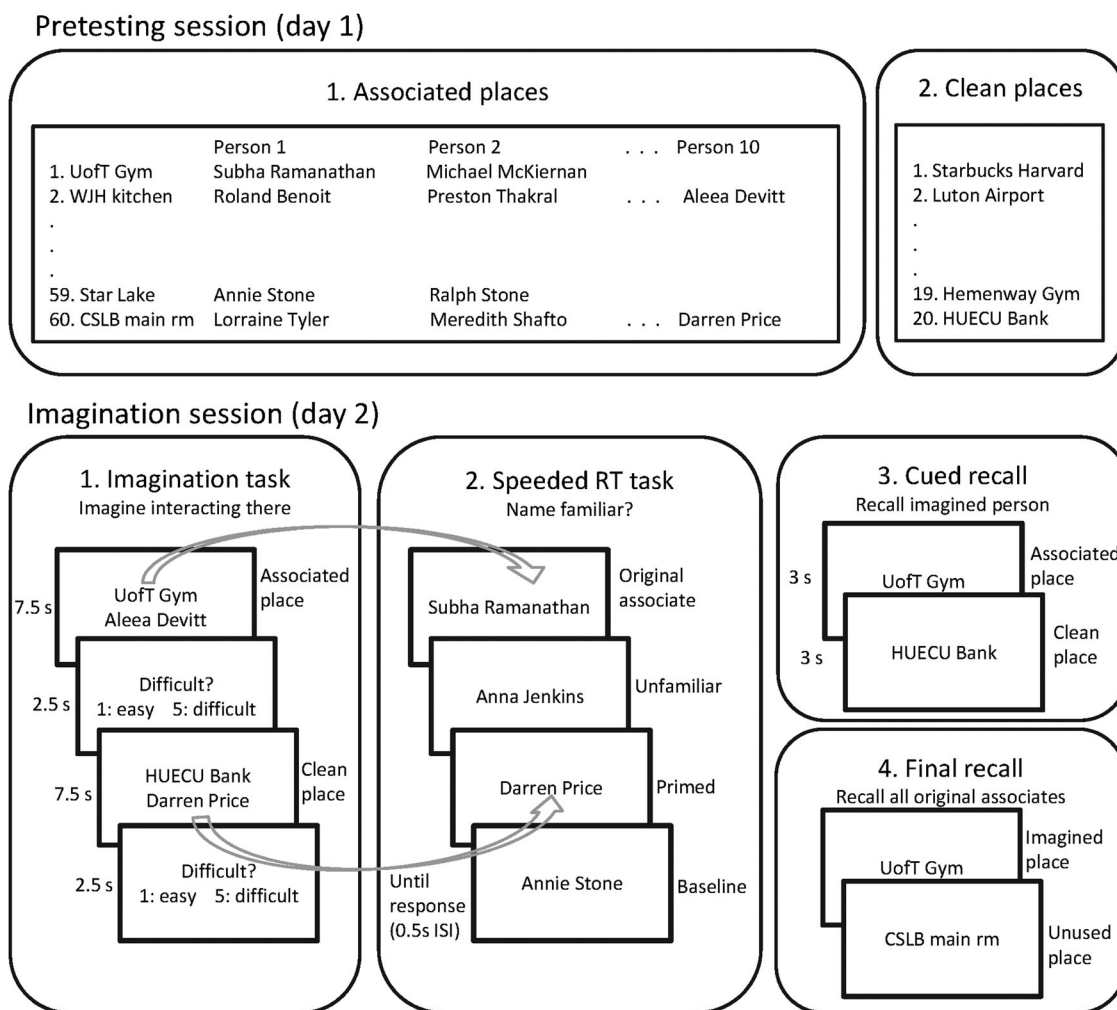 Pretesting session (day 1)
1. Associated places
Person 1 Person 2 . . . Person 10
1. UofT Gym Subha Ramanathan Michael McKiernan
2. WJH kitchen Roland Benoit Preston Thakral . . . Aleea Devitt
.
.
.
59. Star Lake Annie Stone Ralph Stone
60. CSLB main rm Lorraine Tyler Meredith Shafto . . . Darren Price
2. Clean places
1. Starbucks Harvard
2. Luton Airport
.
.
.
19. Hemenway Gym
20. HUECU Bank
Imagination session (day 2)
1. Imagination task
Imagine interacting there
7.5 s
UofT Gym
Aleea Devitt
Associated
place
2.5 s
Difficult?
1: easy 5: difficult
7.5 s
HUECU Bank
Darren Price
Clean
place
2.5 s
Difficult?
1: easy 5: difficult
2. Speeded RT task
Name familiar?
Subha Ramanathan
Original
associate
Anna Jenkins
Unfamiliar
Darren Price
Primed
Until
response
(0.5s ISI)
Annie Stone
Baseline
3. Cued recall
Recall imagined person
3 s
UofT Gym
Associated
place
3 s
HUECU Bank
Clean
place
4. Final recall
Recall all original associates
UofT Gym
Imagined
place
CSLB main rm
Unused
place